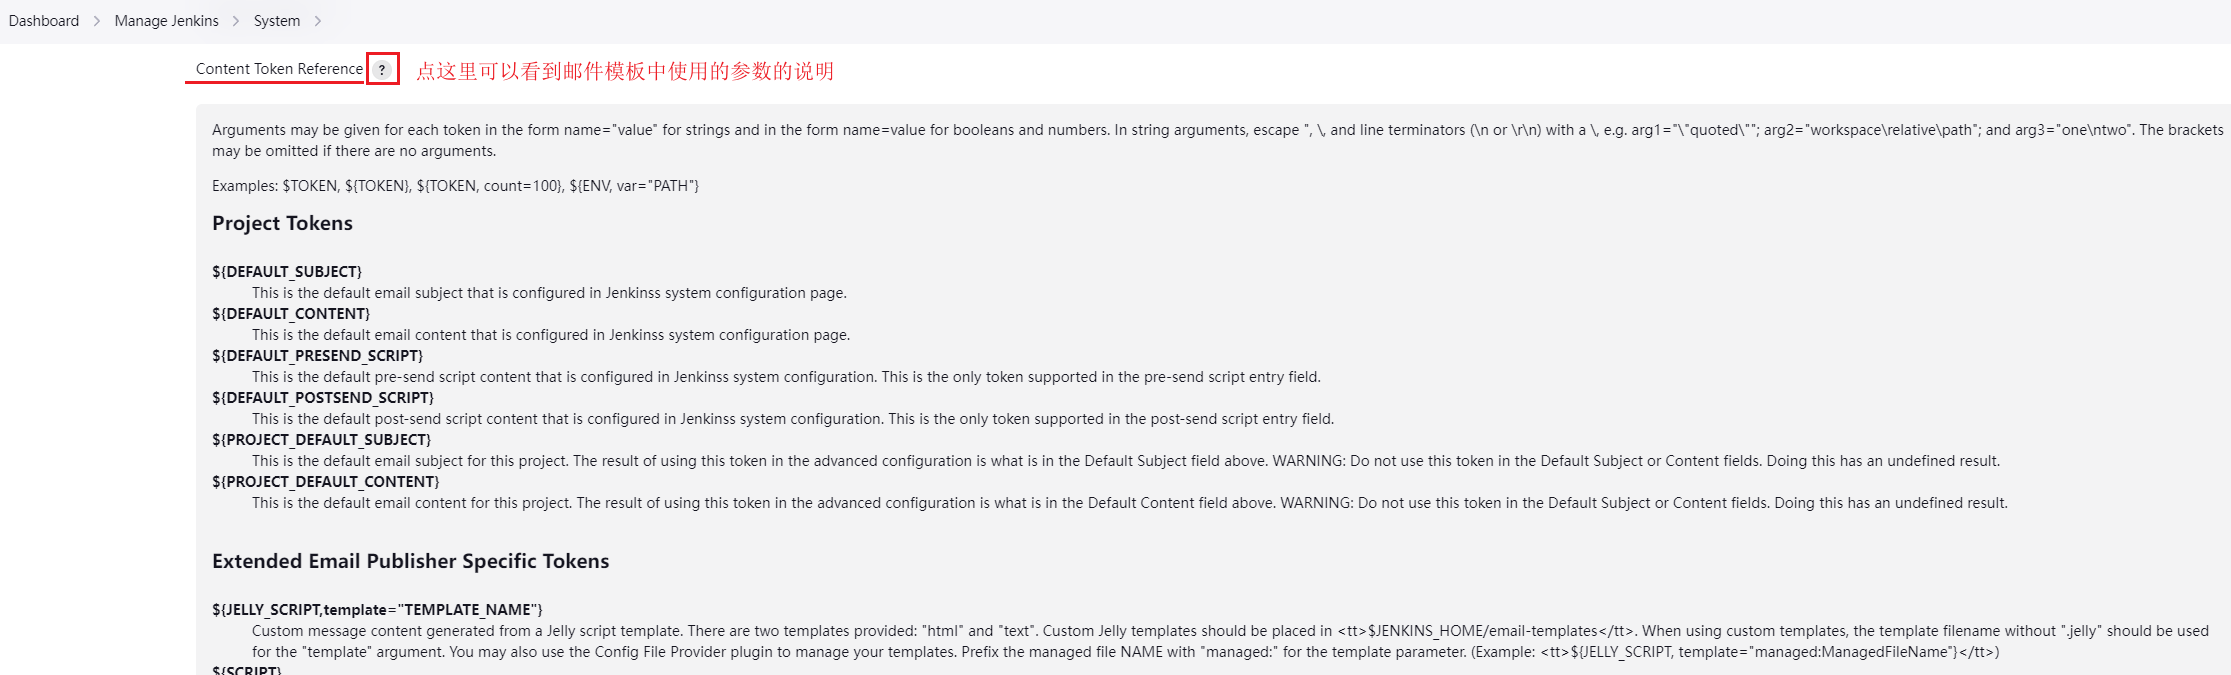 Dashboard > Manage Jenkins > System >
Content Token Reference ? 点这里可以看到邮件模板中使用的参数的说明
Arguments may be given for each token in the form name="value" for strings and in the form name=value for booleans and numbers. In string arguments, escape ", \, and line terminators (\n or \r\n) with a \, e.g. arg1="\"quoted\""; arg2="workspace\relative\path"; and arg3="one\ntwo". The brackets
may be omitted if there are no arguments.
Examples: $TOKEN, ${TOKEN}, ${TOKEN, count=100}, ${ENV, var="PATH"}
Project Tokens
${DEFAULT_SUBJECT}
This is the default email subject that is configured in Jenkinss system configuration page.
${DEFAULT_CONTENT}
This is the default email content that is configured in Jenkinss system configuration page.
${DEFAULT_PRESEND_SCRIPT}
This is the default pre-send script content that is configured in Jenkinss system configuration. This is the only token supported in the pre-send script entry field.
${DEFAULT_POSTSEND_SCRIPT}
This is the default post-send script content that is configured in Jenkinss system configuration. This is the only token supported in the post-send script entry field.
${PROJECT_DEFAULT_SUBJECT}
This is the default email subject for this project. The result of using this token in the advanced configuration is what is in the Default Subject field above. WARNING: Do not use this token in the Default Subject or Content fields. Doing this has an undefined result.
${PROJECT_DEFAULT_CONTENT}
This is the default email content for this project. The result of using this token in the advanced configuration is what is in the Default Content field above. WARNING: Do not use this token in the Default Subject or Content fields. Doing this has an undefined result.
Extended Email Publisher Specific Tokens
${JELLY_SCRIPT,template="TEMPLATE_NAME"}
Custom message content generated from a Jelly script template. There are two templates provided: "html" and "text". Custom Jelly templates should be placed in <tt>$JENKINS_HOME/email-templates</tt>. When using custom templates, the template filename without ".jelly" should be used
for the "template" argument. You may also use the Config File Provider plugin to manage your templates. Prefix the managed file NAME with "managed:" for the template parameter. (Example: <tt>${JELLY_SCRIPT, template="managed:ManagedFileName"}</tt>)
${SCRIPT}